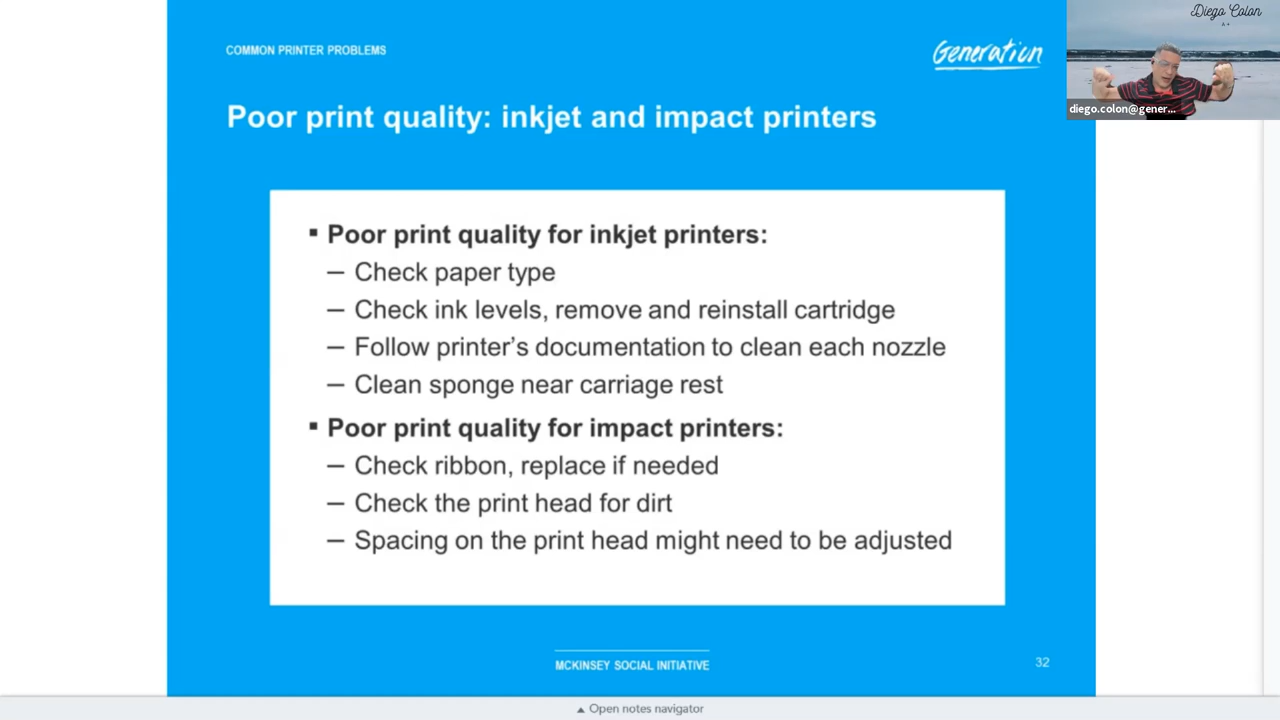 COMMON PRINTER PROBLEMS
Generation
Diego Colon
A+
diego.colon@gener...
Poor print quality: inkjet and impact printers
▪ Poor print quality for inkjet printers:
– Check paper type
– Check ink levels, remove and reinstall cartridge
– Follow printer’s documentation to clean each nozzle
– Clean sponge near carriage rest
▪ Poor print quality for impact printers:
– Check ribbon, replace if needed
– Check the print head for dirt
– Spacing on the print head might need to be adjusted
MCKINSEY SOCIAL INITIATIVE
32
▲ Open notes navigator